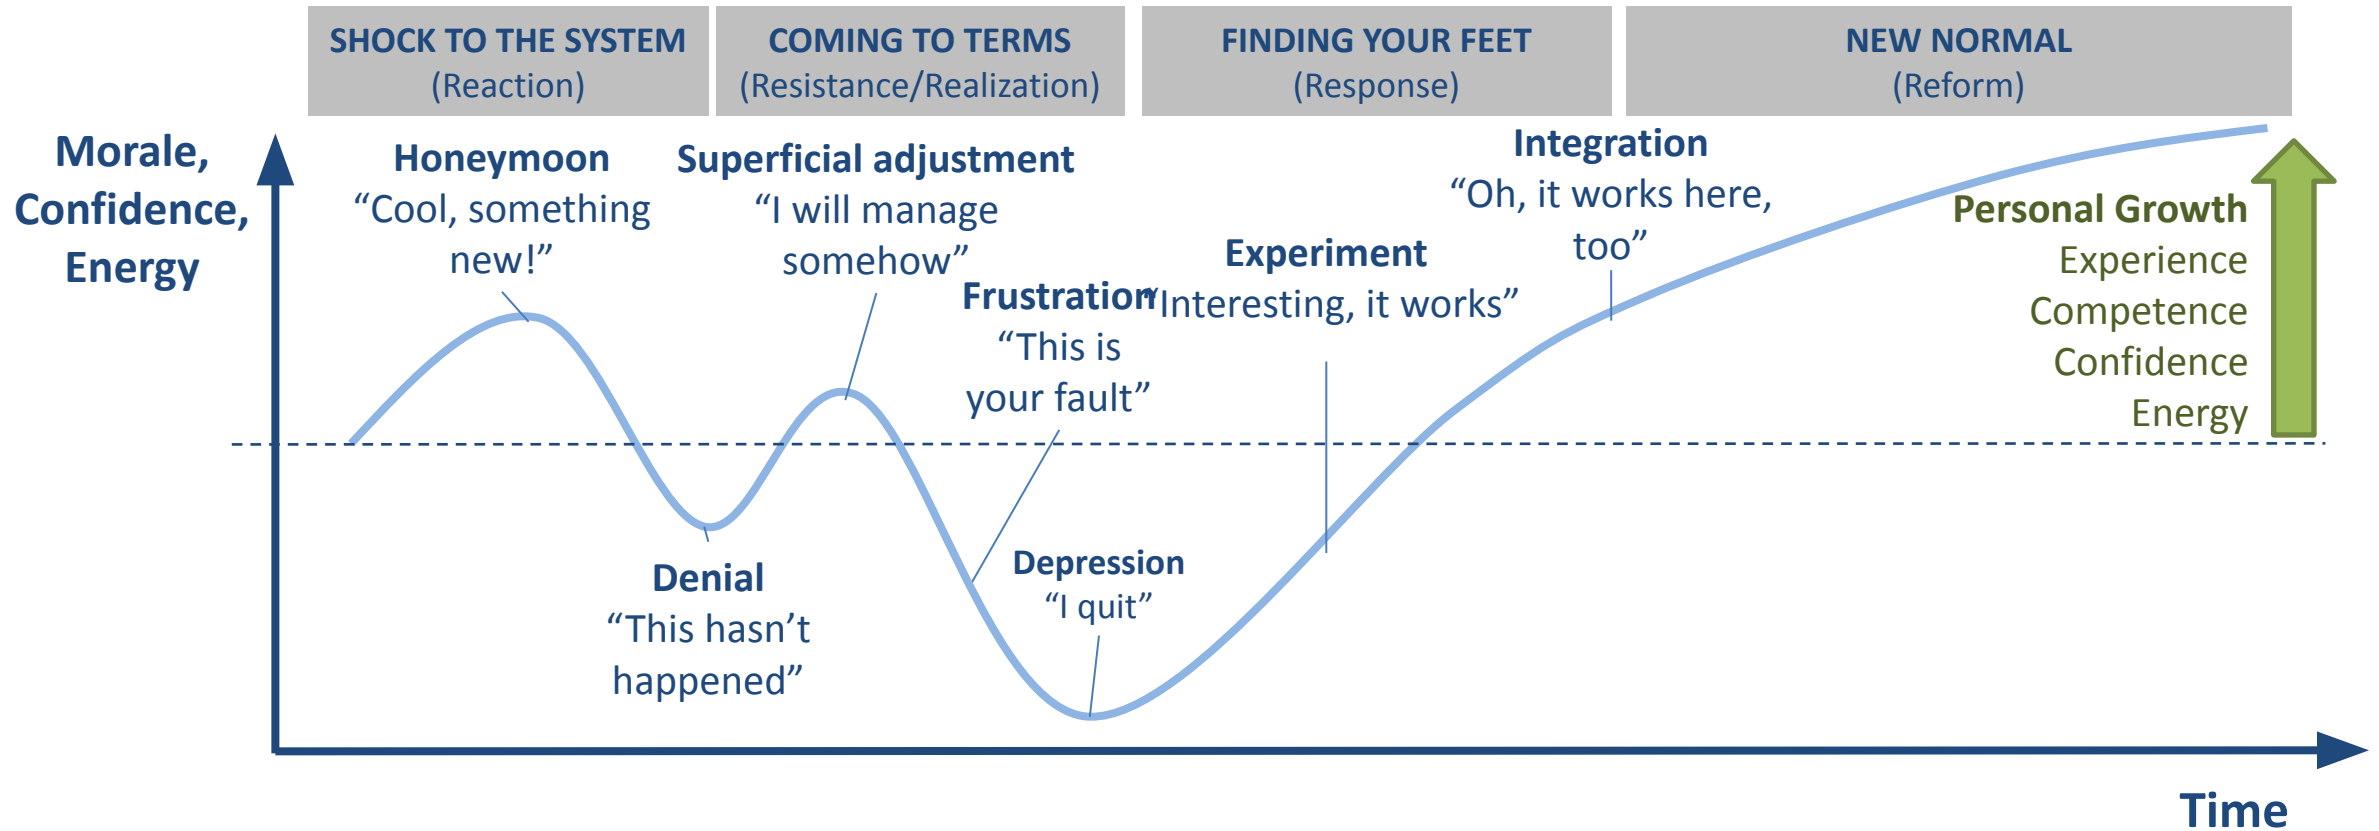 SHOCK TO THE SYSTEM
(Reaction)
COMING TO TERMS
(Resistance/Realization)
FINDING YOUR FEET
(Response)
NEW NORMAL
(Reform)
Morale,
Confidence,
Energy
Honeymoon
“Cool, something
new!”
Superficial adjustment
“I will manage
somehow”
Frustration
“This is
your fault”
Experiment
“Interesting, it works”
Integration
“Oh, it works here,
too”
Personal Growth
Experience
Competence
Confidence
Energy
Denial
“This hasn’t
happened”
Depression
“I quit”
Time